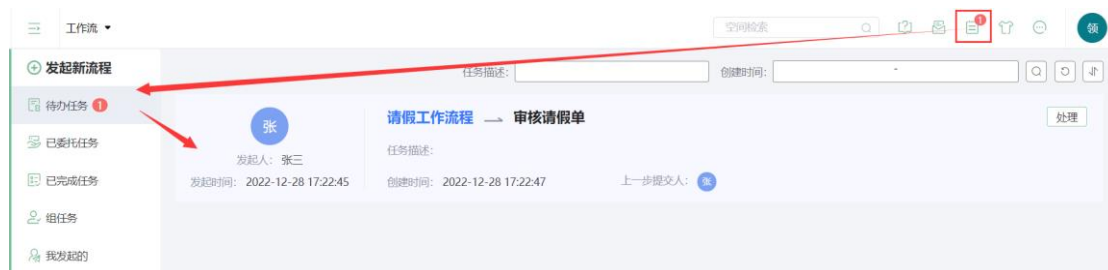 工作流
空间检索
1
领
发起新流程
任务描述:
创建时间:
-
待办任务 1
张
请假工作流程 审核请假单
处理
已委托任务
发起人: 张三
任务描述:
已完成任务
发起时间: 2022-12-28 17:22:45
创建时间: 2022-12-28 17:22:47
上一步提交人: 张
组任务
我发起的